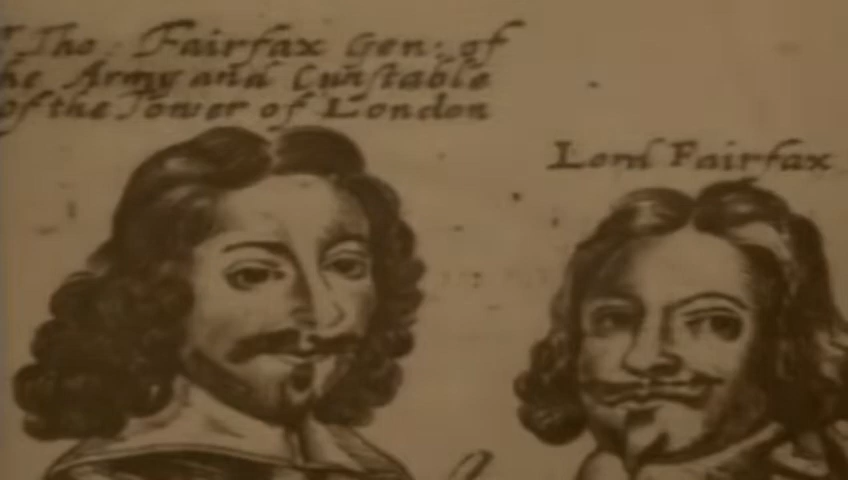 Tho: Fairfax Gen: of
he Army and Cunstable
of the Tower of London
Lord Fairfax